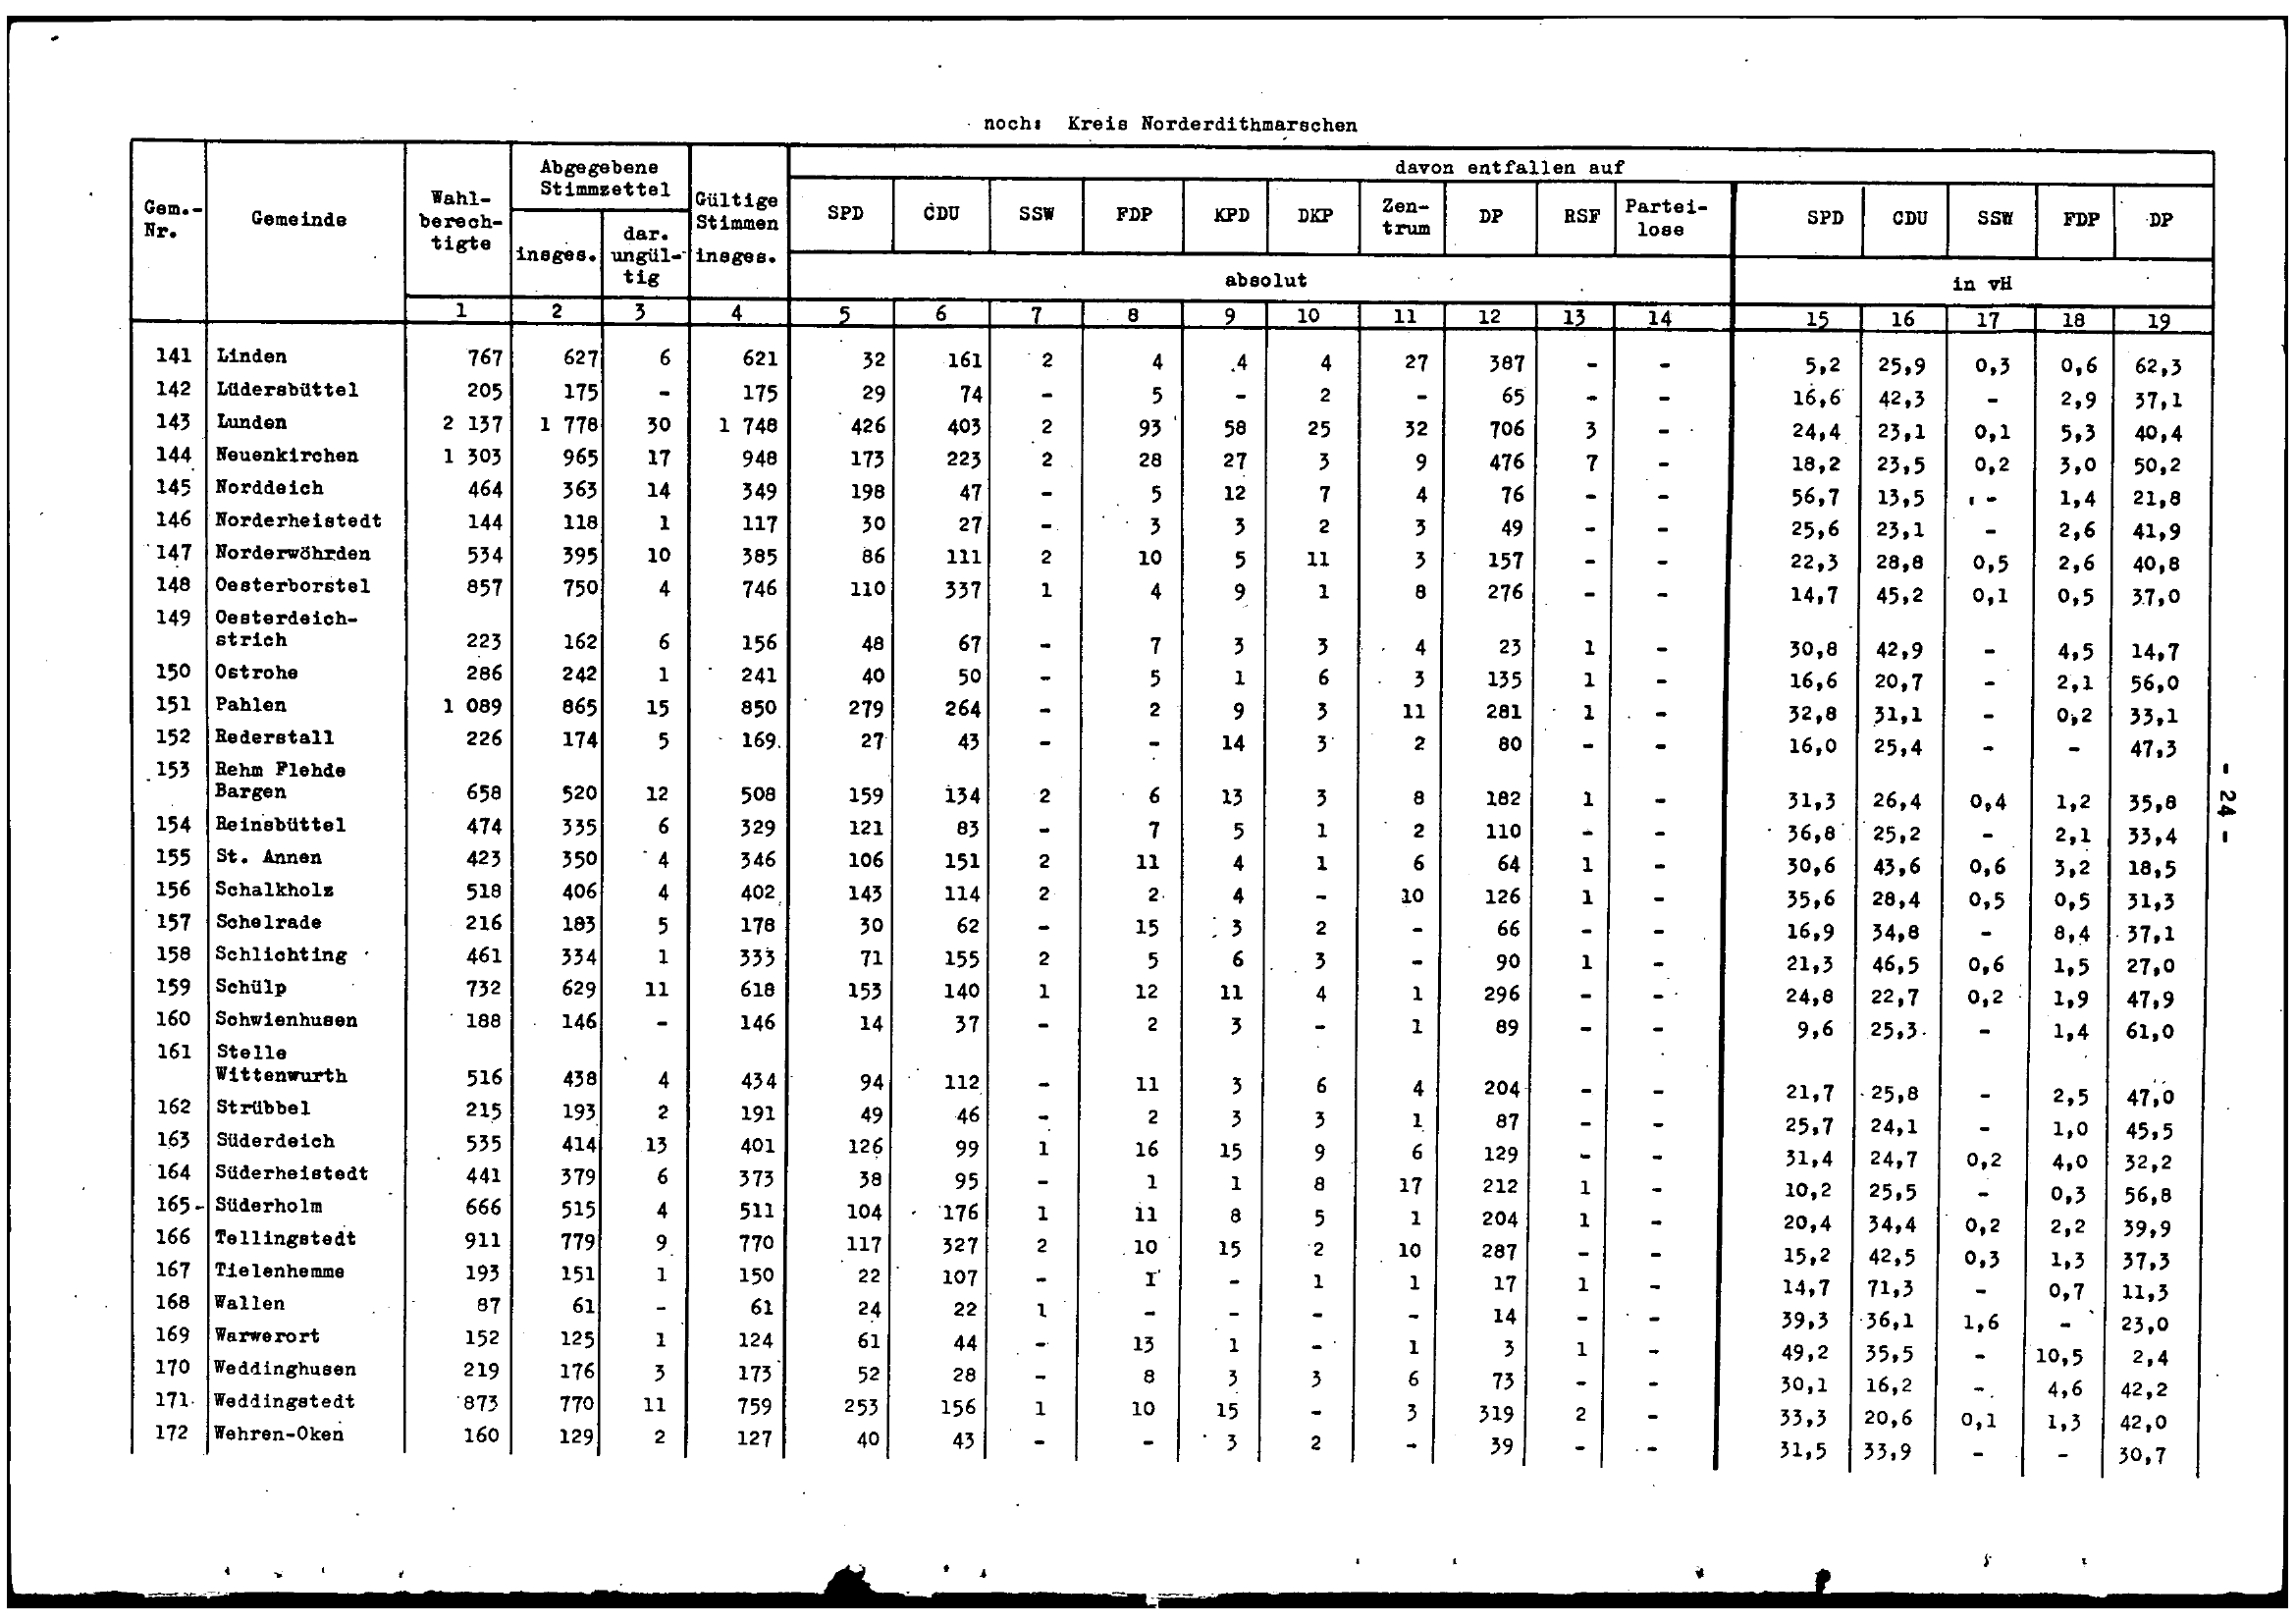 noch: Kreis Norderdithmarschen
Gem.-Nr. Gemeinde Wahl-berech-tigte Abgegebene Stimmzettel Gültige Stimmen insges. davon entfallen auf
insges. dar. ungül-tig SPD CDU SSW FDP KPD DKP Zen-trum DP RSF Partei-lose SPD CDU SSW FDP DP
absolut in vH
1 2 3 4 5 6 7 8 9 10 11 12 13 14 15 16 17 18 19
141 Linden 767 627 6 621 32 161 2 4 4 4 27 387 - - 5,2 25,9 0,3 0,6 62,3
142 Lüdersbüttel 205 175 - 175 29 74 - 5 - 2 - 65 - - 16,6 42,3 - 2,9 37,1
143 Lunden 2 137 1 778 30 1 748 426 403 2 93 58 25 32 706 3 - 24,4 23,1 0,1 5,3 40,4
144 Neuenkirchen 1 303 965 17 948 173 223 2 28 27 3 9 476 7 - 18,2 23,5 0,2 3,0 50,2
145 Norddeich 464 363 14 349 198 47 - 5 12 7 4 76 - - 56,7 13,5 - 1,4 21,8
146 Norderheistedt 144 118 1 117 30 27 - 3 3 2 3 49 - - 25,6 23,1 - 2,6 41,9
147 Norderwöhrden 534 395 10 385 86 111 2 10 5 11 3 157 - - 22,3 28,8 0,5 2,6 40,8
148 Oesterborstel 857 750 4 746 110 337 1 4 9 1 8 276 - - 14,7 45,2 0,1 0,5 37,0
149 Oesterdeich-
strich 223 162 6 156 48 67 - 7 3 3 4 23 1 - 30,8 42,9 - 4,5 14,7
150 Ostrohe 286 242 1 241 40 50 - 5 1 6 3 135 1 - 16,6 20,7 - 2,1 56,0
151 Pahlen 1 089 865 15 850 279 264 - 2 9 3 11 281 1 - 32,8 31,1 - 0,2 33,1
152 Rederstall 226 174 5 169 27 43 - - 14 3 2 80 - - 16,0 25,4 - - 47,3
153 Rehm Flehde
Bargen 658 520 12 508 159 134 2 6 13 3 8 182 1 - 31,3 26,4 0,4 1,2 35,8
154 Reinsbüttel 474 335 6 329 121 83 - 7 5 1 2 110 - - 36,8 25,2 - 2,1 33,4
155 St. Annen 423 350 4 346 106 151 2 11 4 1 6 64 1 - 30,6 43,6 0,6 3,2 18,5
156 Schalkholz 518 406 4 402 143 114 2 2 4 - 10 126 1 - 35,6 28,4 0,5 0,5 31,3
157 Schelrade 216 183 5 178 30 62 - 15 3 2 - 66 - - 16,9 34,8 - 8,4 37,1
158 Schlichting 461 334 1 333 71 155 2 5 6 3 - 90 1 - 21,3 46,5 0,6 1,5 27,0
159 Schülp 732 629 11 618 153 140 1 12 11 4 1 296 - - 24,8 22,7 0,2 1,9 47,9
160 Schwienhusen 188 146 - 146 14 37 - 2 3 - 1 89 - - 9,6 25,3 - 1,4 61,0
161 Stelle
Wittenwurth 516 438 4 434 94 112 - 11 3 6 4 204 - - 21,7 25,8 - 2,5 47,0
162 Strübbel 215 193 2 191 49 46 - 2 3 3 1 87 - - 25,7 24,1 - 1,0 45,5
163 Süderdeich 535 414 13 401 126 99 1 16 15 9 6 129 - - 31,4 24,7 0,2 4,0 32,2
164 Süderheistedt 441 379 6 373 38 95 - 1 1 8 17 212 1 - 10,2 25,5 - 0,3 56,8
165 Süderholm 666 515 4 511 104 176 1 11 8 5 1 204 1 - 20,4 34,4 0,2 2,2 39,9
166 Tellingstedt 911 779 9 770 117 327 2 10 15 2 10 287 - - 15,2 42,5 0,3 1,3 37,3
167 Tielenhemme 193 151 1 150 22 107 - 1 - 1 1 17 1 - 14,7 71,3 - 0,7 11,3
168 Wallen 87 61 - 61 24 22 1 - - - - 14 - - 39,3 36,1 1,6 - 23,0
169 Warwerort 152 125 1 124 61 44 - 13 1 - 1 3 1 - 49,2 35,5 - 10,5 2,4
170 Weddinghusen 219 176 3 173 52 28 - 8 3 3 6 73 - - 30,1 16,2 - 4,6 42,2
171 Weddingstedt 873 770 11 759 253 156 1 10 15 - 3 319 2 - 33,3 20,6 0,1 1,3 42,0
172 Wehren-Oken 160 129 2 127 40 43 - - 3 2 - 39 - - 31,5 33,9 - - 30,7
- 24 -